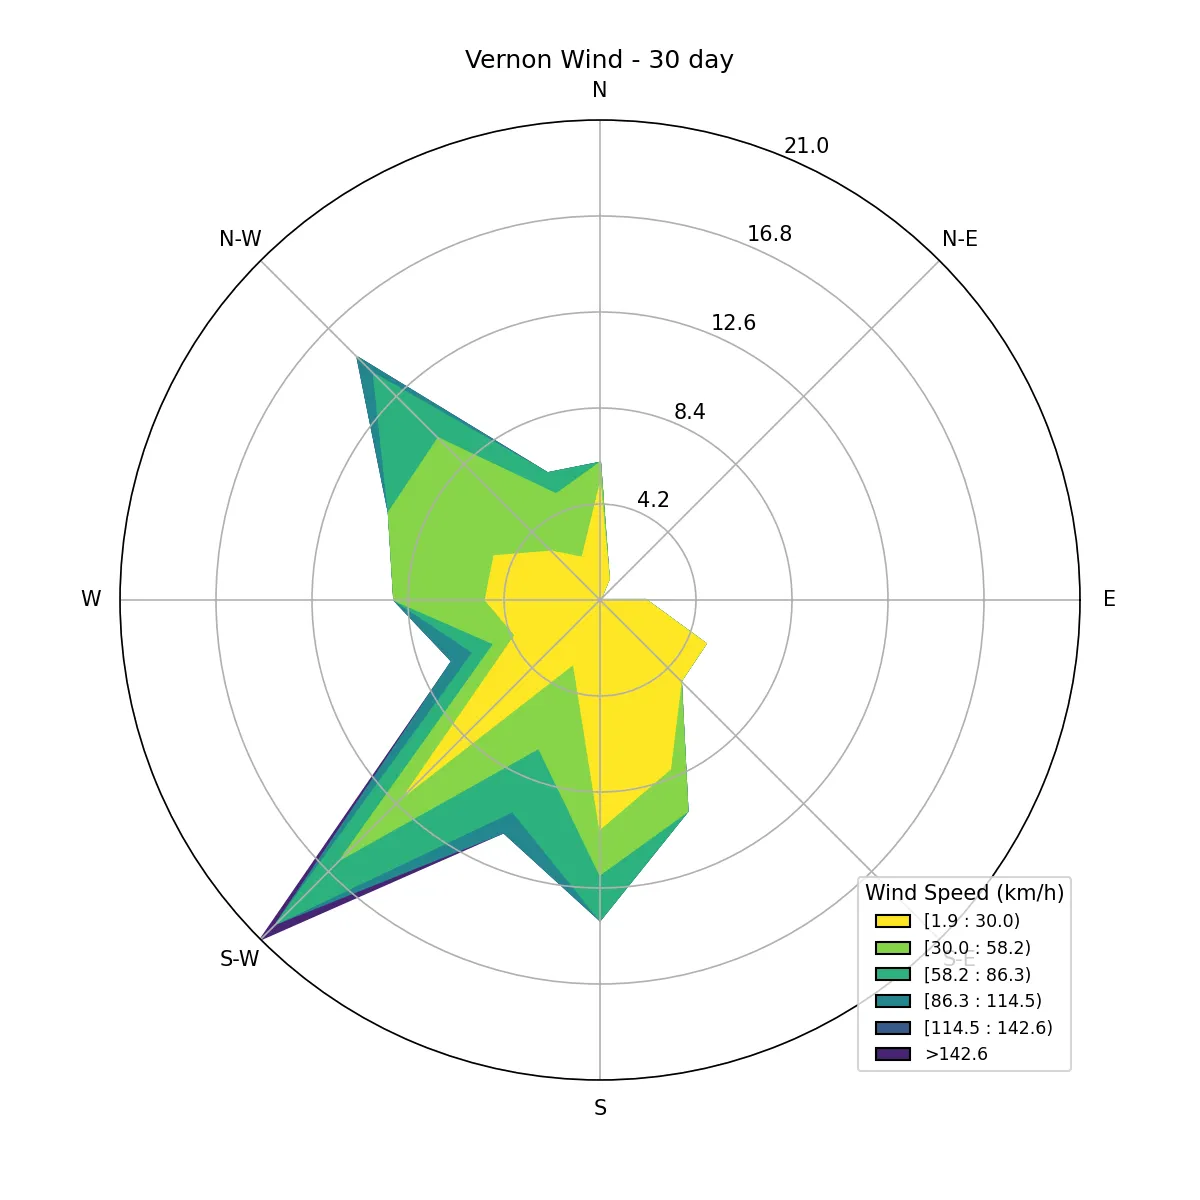 Vernon Wind - 30 day
N
21.0
16.8
N-W
N-E
12.6
8.4
4.2
W
E
Wind Speed (km/h)
[1.9 : 30.0)
[30.0 : 58.2)
S-W
S-E
[58.2 : 86.3)
[86.3 : 114.5)
[114.5 : 142.6)
>142.6
S